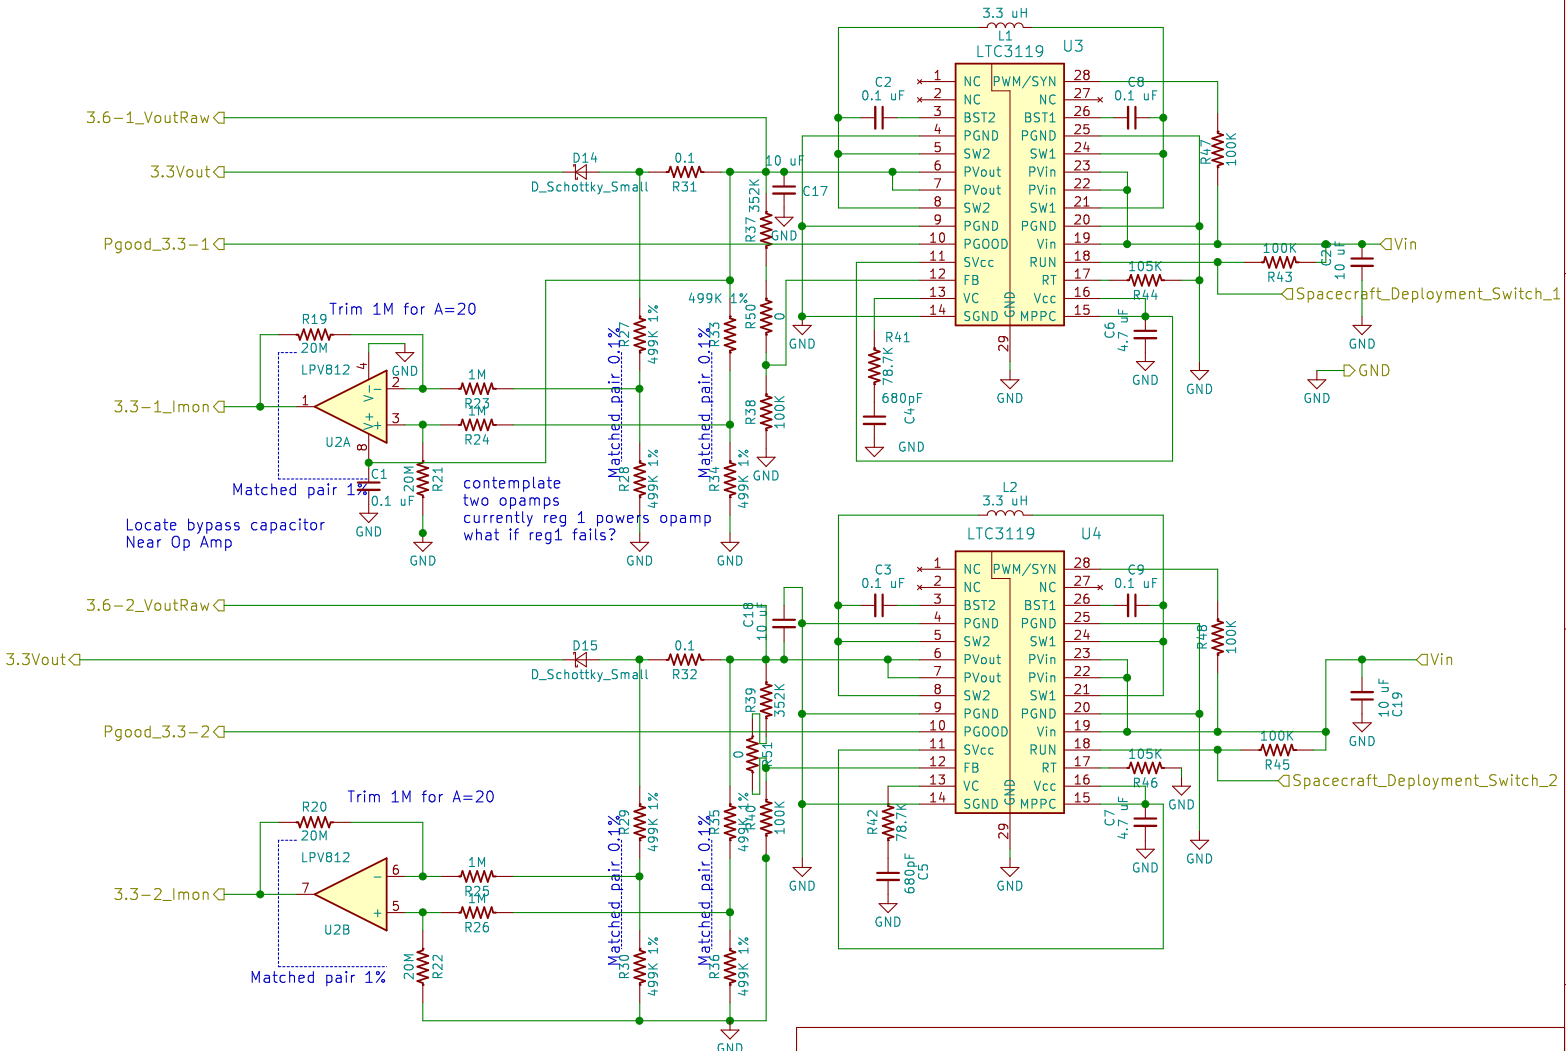 3.3 uH
L1
LTC3119
U3
C2
0.1 uF
C8
0.1 uF
1
NC
PWM/SYN
28
2
NC
NC
27
3
BST2
BST1
26
4
PGND
PGND
25
5
SW2
SW1
24
6
PVout
PVin
23
7
PVout
PVin
22
8
SW2
SW1
21
9
PGND
PGND
20
10
PGOOD
Vin
19
11
SVcc
RUN
18
12
FB
RT
17
13
VC
Vcc
16
14
SGND
MPPC
15
GND
29
GND
3.6-1_VoutRaw
3.3Vout
D14
D_Schottky_Small
0.1
R31
10 uF
C17
GND
R37
352K
Pgood_3.3-1
R47
100K
Vin
100K
R43
10 uF
GND
Spacecraft_Deployment_Switch_1
105K
R44
C6
4.7 uF
GND
GND
GND
GND
Trim 1M for A=20
R19
20M
LPV812
GND
4
V-
2
-
1
3
+
V+
8
U2A
3.3-1_Imon
1M
R23
1M
R24
R27
499K 1%
Matched pair 0.1%
499K 1%
R33
Matched pair 0.1%
R50
0
R38
100K
GND
GND
R41
78.7K
680pF
C4
GND
Matched pair 1%
C1
0.1 uF
GND
20M
R21
GND
R28
499K 1%
GND
R34
499K 1%
GND
contemplate
two opamps
currently reg 1 powers opamp
what if reg1 fails?
Locate bypass capacitor
Near Op Amp
L2
3.3 uH
LTC3119
U4
C3
0.1 uF
C9
0.1 uF
1
NC
PWM/SYN
28
2
NC
NC
27
3
BST2
BST1
26
4
PGND
PGND
25
5
SW2
SW1
24
6
PVout
PVin
23
7
PVout
PVin
22
8
SW2
SW1
21
9
PGND
PGND
20
10
PGOOD
Vin
19
11
SVcc
RUN
18
12
FB
RT
17
13
VC
Vcc
16
14
SGND
MPPC
15
GND
29
GND
3.6-2_VoutRaw
C18
10 uF
3.3Vout
D15
D_Schottky_Small
0.1
R32
R39
352K
R48
100K
Vin
10 uF
C19
GND
Pgood_3.3-2
0
R51
100K
R45
Spacecraft_Deployment_Switch_2
105K
R46
GND
C7
4.7 uF
GND
GND
Trim 1M for A=20
R20
20M
LPV812
6
-
7
5
+
U2B
3.3-2_Imon
1M
R25
1M
R26
R29
499K 1%
Matched pair 0.1%
R35
499K 1%
Matched pair 0.1%
R40
100K
GND
R42
78.7K
680pF
C5
GND
Matched pair 1%
20M
R22
R30
499K 1%
R36
499K 1%
GND